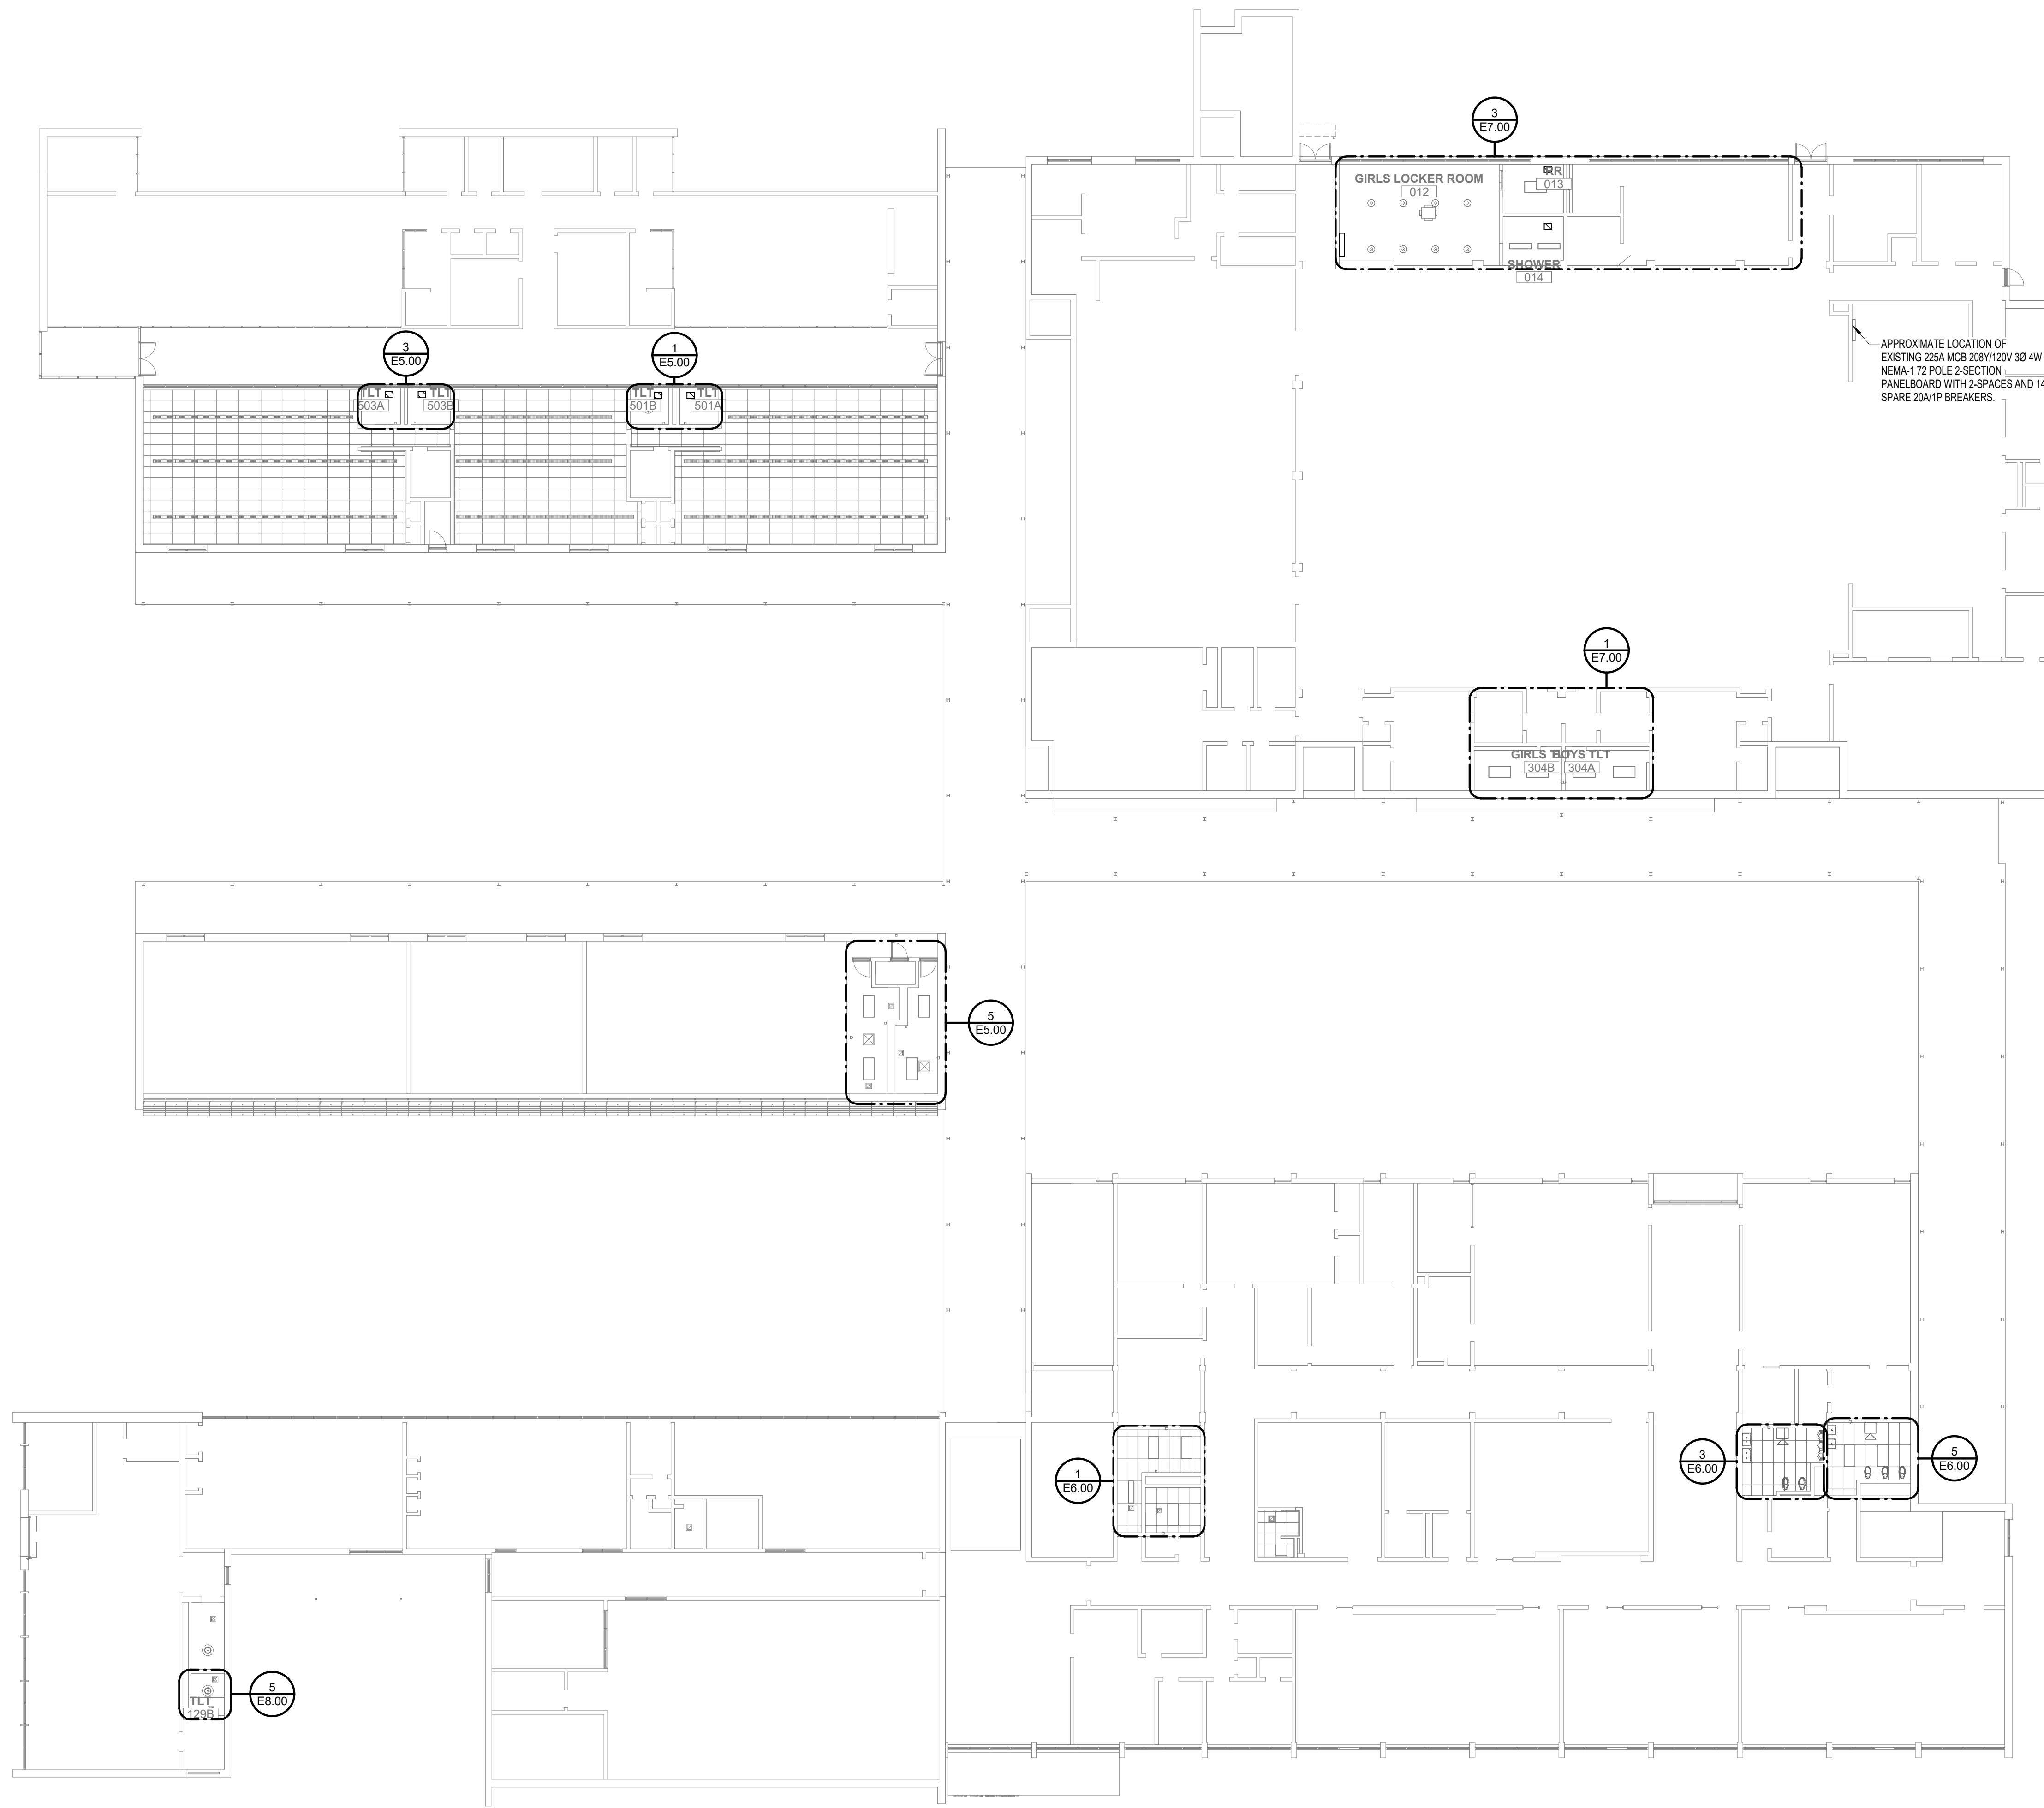 3
E7.00
GIRLS LOCKER ROOM
012
RR
013
SHOWER
014
3
E5.00
1
E5.00
APPROXIMATE LOCATION OF
EXISTING 225A MCB 208Y/120V 3Ø 4W
NEMA-1 72 POLE 2-SECTION
PANELBOARD WITH 2-SPACES AND 14
SPARE 20A/1P BREAKERS.
TLT
503A
TLT
503B
TLT
501B
TLT
501A
1
E7.00
GIRLS TLT
304B
BOYS TLT
304A
5
E5.00
1
E6.00
3
E6.00
5
E6.00
5
E8.00
TLT
129B